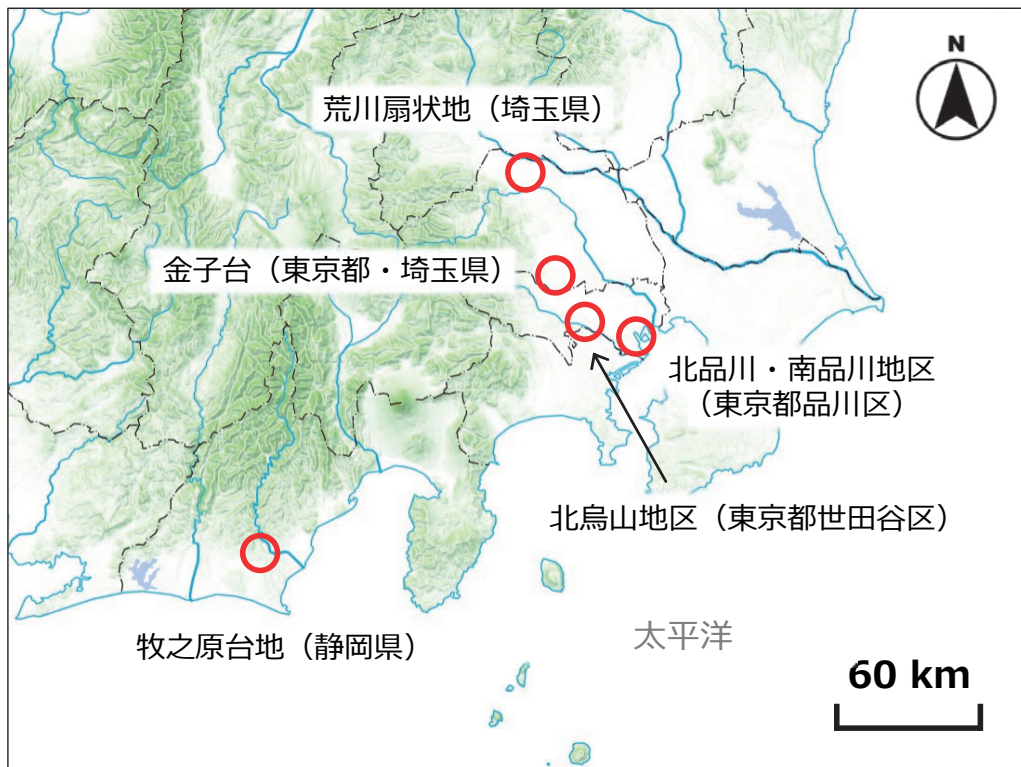 N
荒川扇状地（埼玉県）
金子台（東京都・埼玉県）
北品川・南品川地区
（東京都品川区）
北烏山地区（東京都世田谷区）
牧之原台地（静岡県）
太平洋
60 km